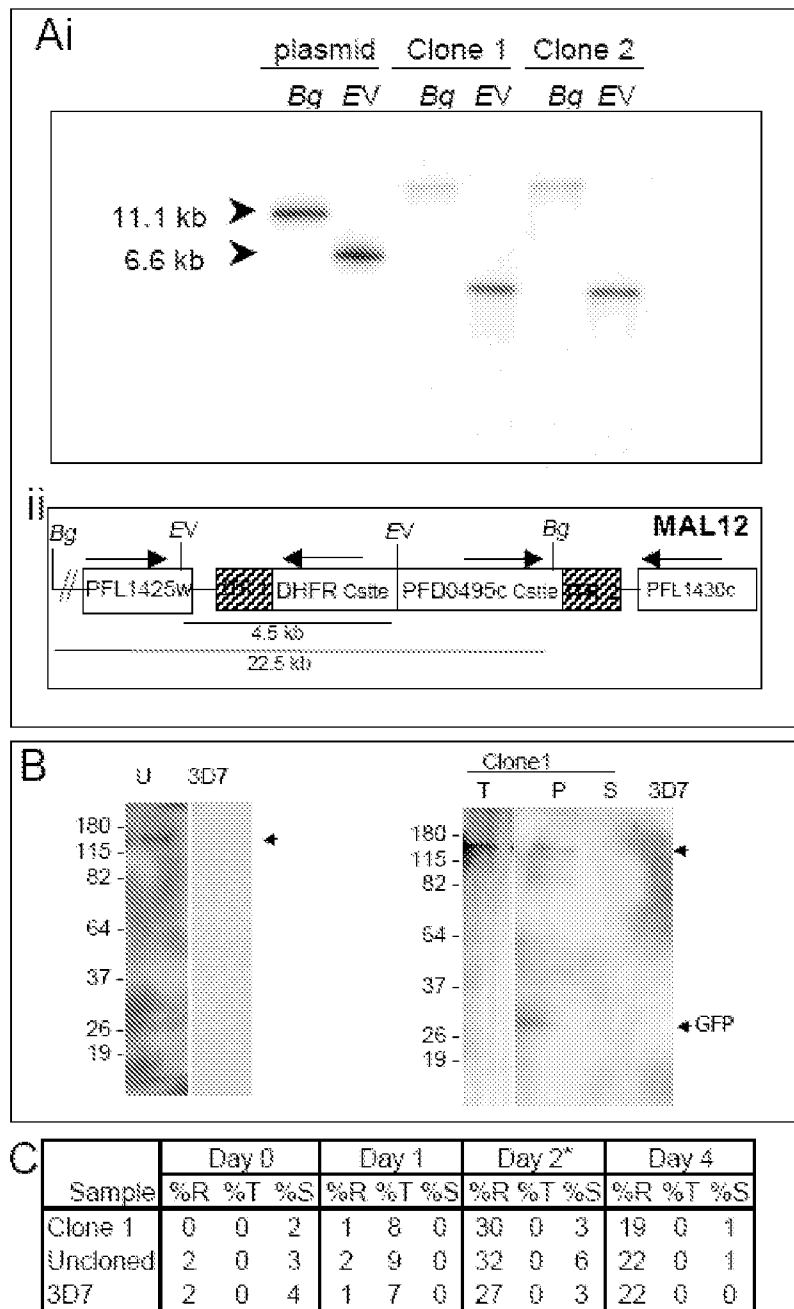 Ai
plasmid Clone 1 Clone 2
Bg EV Bg EV Bg EV
11.1 kb
6.6 kb
ii
MAL12
Bg EV EV Bg
PFL1425w DHFR Cstte PFD0495c Cstte PFL1430c
4.5 kb
22.5 kb
B
U 3D7
180 -
115 -
82 -
64 -
37 -
26 -
19 -
Clone1
T P S 3D7
180 -
115 -
82 -
64 -
37 -
26 -
19 -
GFP
C
Day 0 Day 1 Day 2* Day 4
Sample %R %T %S %R %T %S %R %T %S %R %T %S
Clone 1 0 0 2 1 8 0 30 0 3 19 0 1
Uncloned 2 0 3 2 9 0 32 0 6 22 0 1
3D7 2 0 4 1 7 0 27 0 3 22 0 0